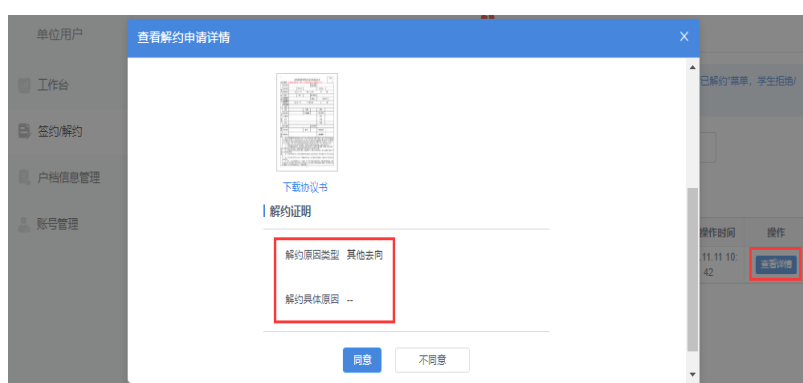 单位用户
查看解约申请详情
X
工作台
已解约"菜单，学生拒绝/
签约/解约
户档信息管理
下载协议书
解约证明
账号管理
操作时间 操作
解约原因类型 其他去向
11.11 10:
42
查看详情
解约具体原因 --
同意 不同意